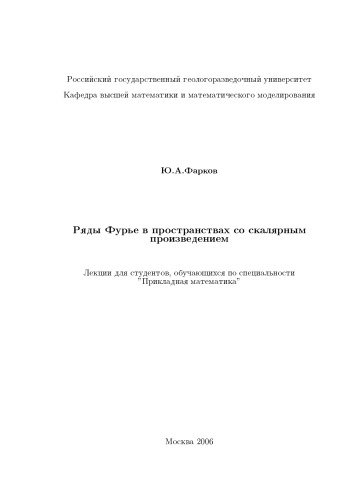 Российский государственный геологоразведочный университет
Кафедра высшей математики и математического моделирования
Ю.А.Фарков
Ряды Фурье в пространствах со скалярным
произведением
Лекции для студентов, обучающихся по специальности
"Прикладная математика"
Москва 2006